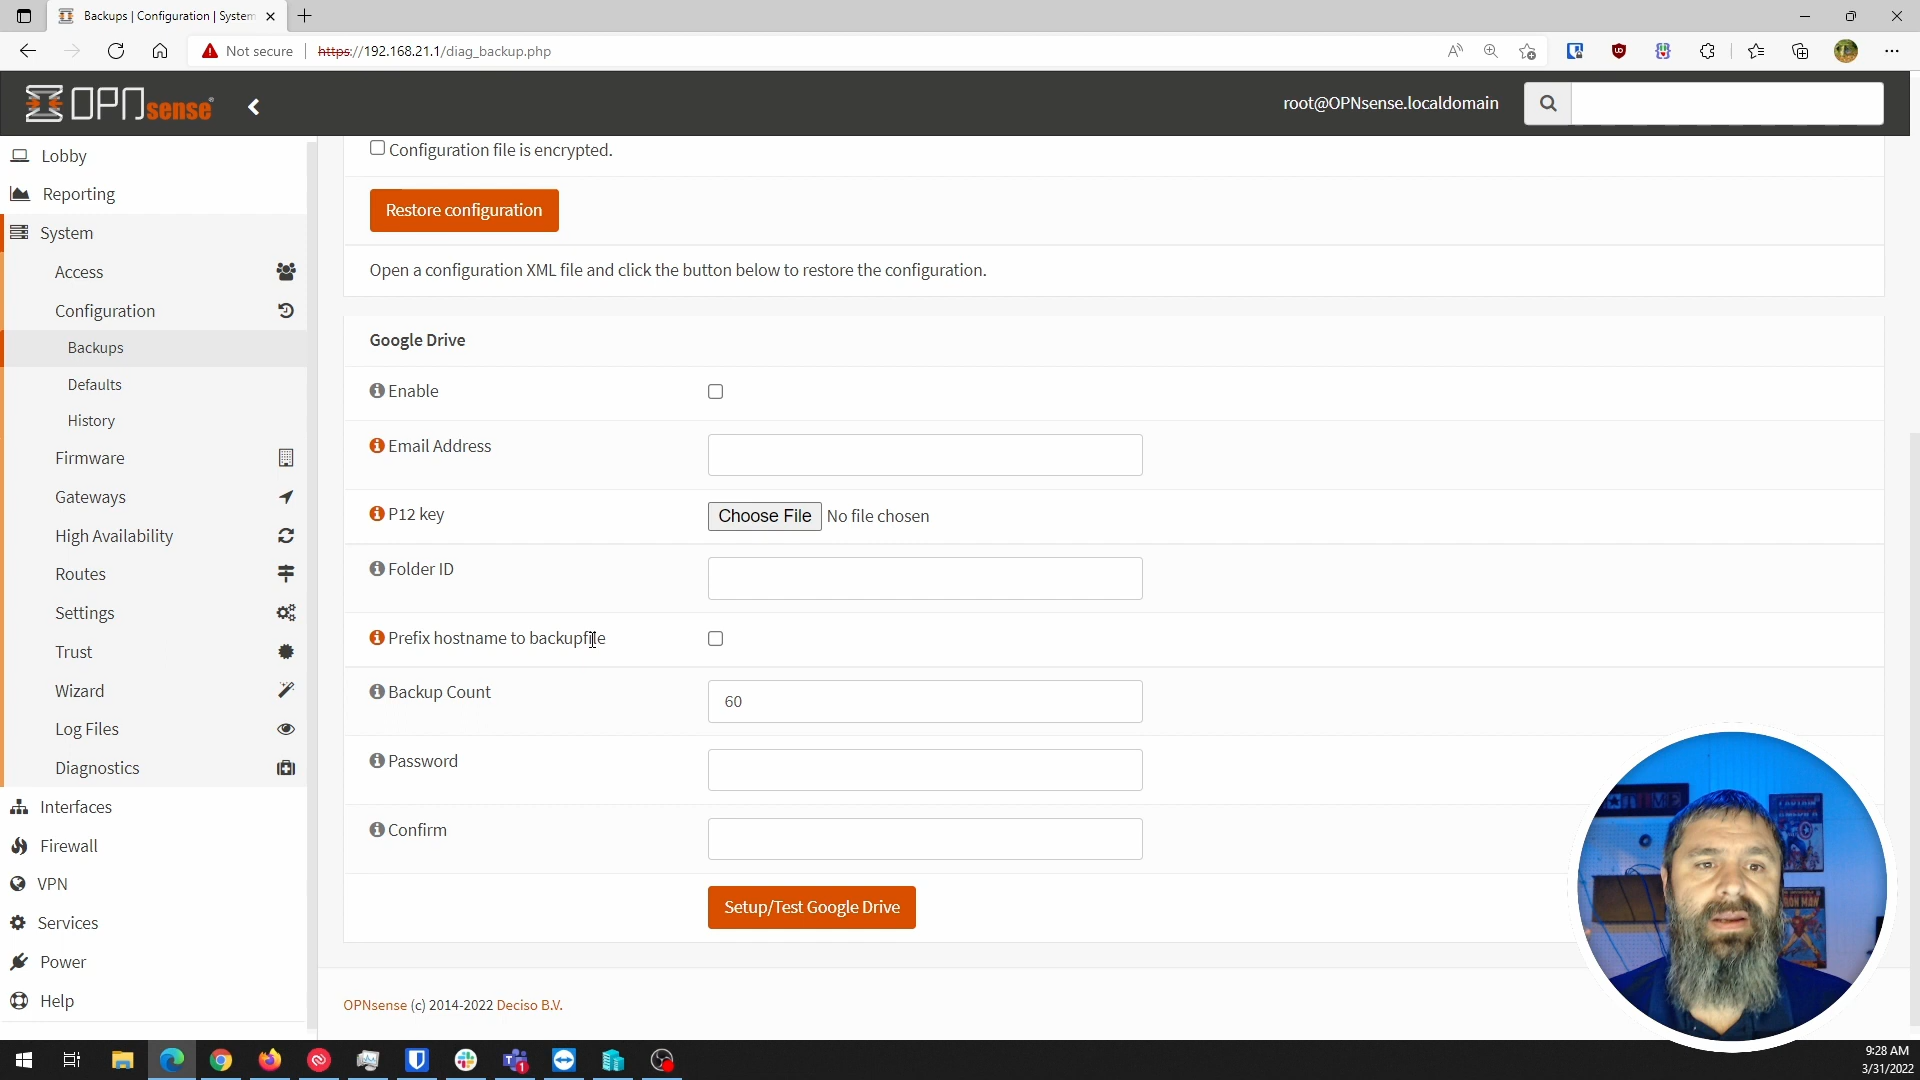 Backups | Configuration | System
Not secure
https://192.168.21.1/diag_backup.php
OPNsense
root@OPNsense.localdomain
Lobby
Reporting
System
Access
Configuration
Backups
Defaults
History
Firmware
Gateways
High Availability
Routes
Settings
Trust
Wizard
Log Files
Diagnostics
Interfaces
Firewall
VPN
Services
Power
Help
Configuration file is encrypted.
Restore configuration
Open a configuration XML file and click the button below to restore the configuration.
Google Drive
Enable
Email Address
P12 key
Choose File No file chosen
Folder ID
Prefix hostname to backupfile
Backup Count
60
Password
Confirm
Setup/Test Google Drive
OPNsense (c) 2014-2022 Deciso B.V.
IRON MAN
9:28 AM
3/31/2022